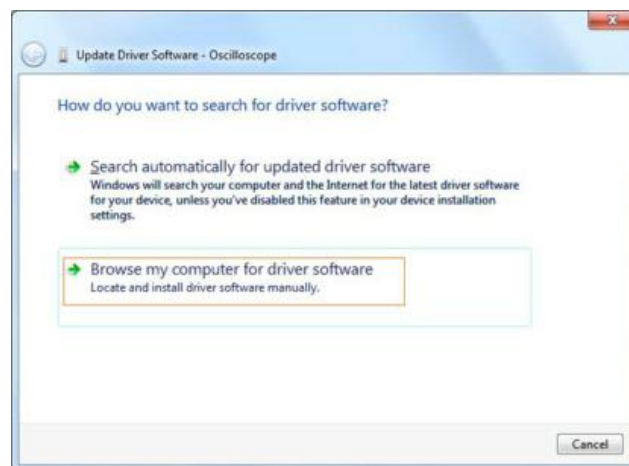 Update Driver Software - Oscilloscope
How do you want to search for driver software?
Search automatically for updated driver software
Windows will search your computer and the Internet for the latest driver software
for your device, unless you've disabled this feature in your device installation
settings.
Browse my computer for driver software
Locate and install driver software manually.
Cancel